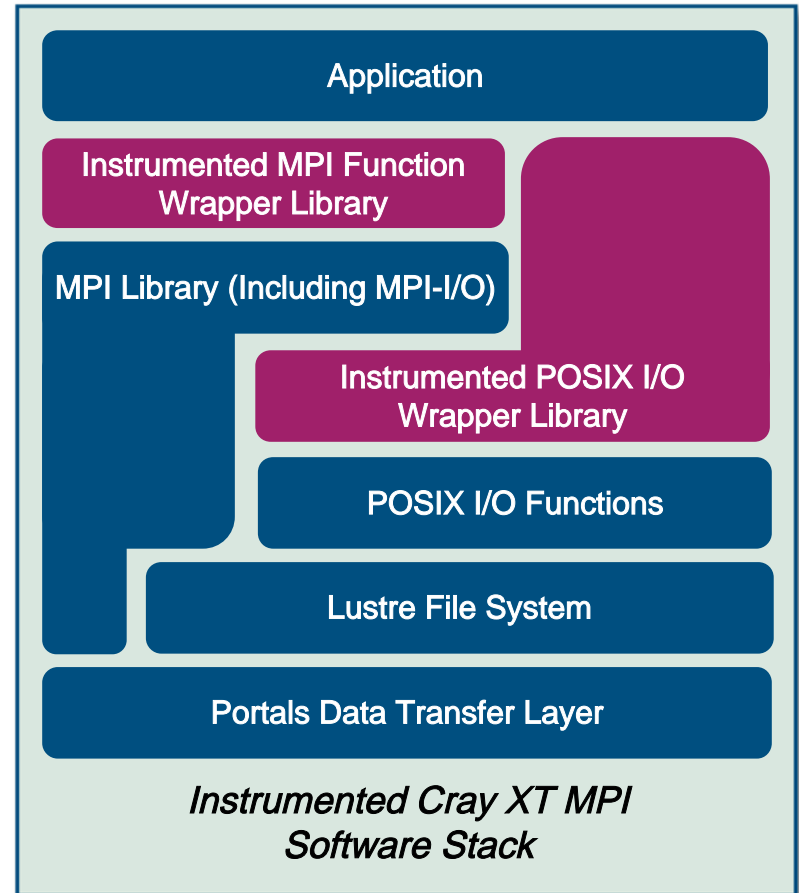 Application
Instrumented MPI Function
Wrapper Library
MPI Library (Including MPI-I/O)
Instrumented POSIX I/O
Wrapper Library
POSIX I/O Functions
Lustre File System
Portals Data Transfer Layer
Instrumented Cray XT MPI
Software Stack